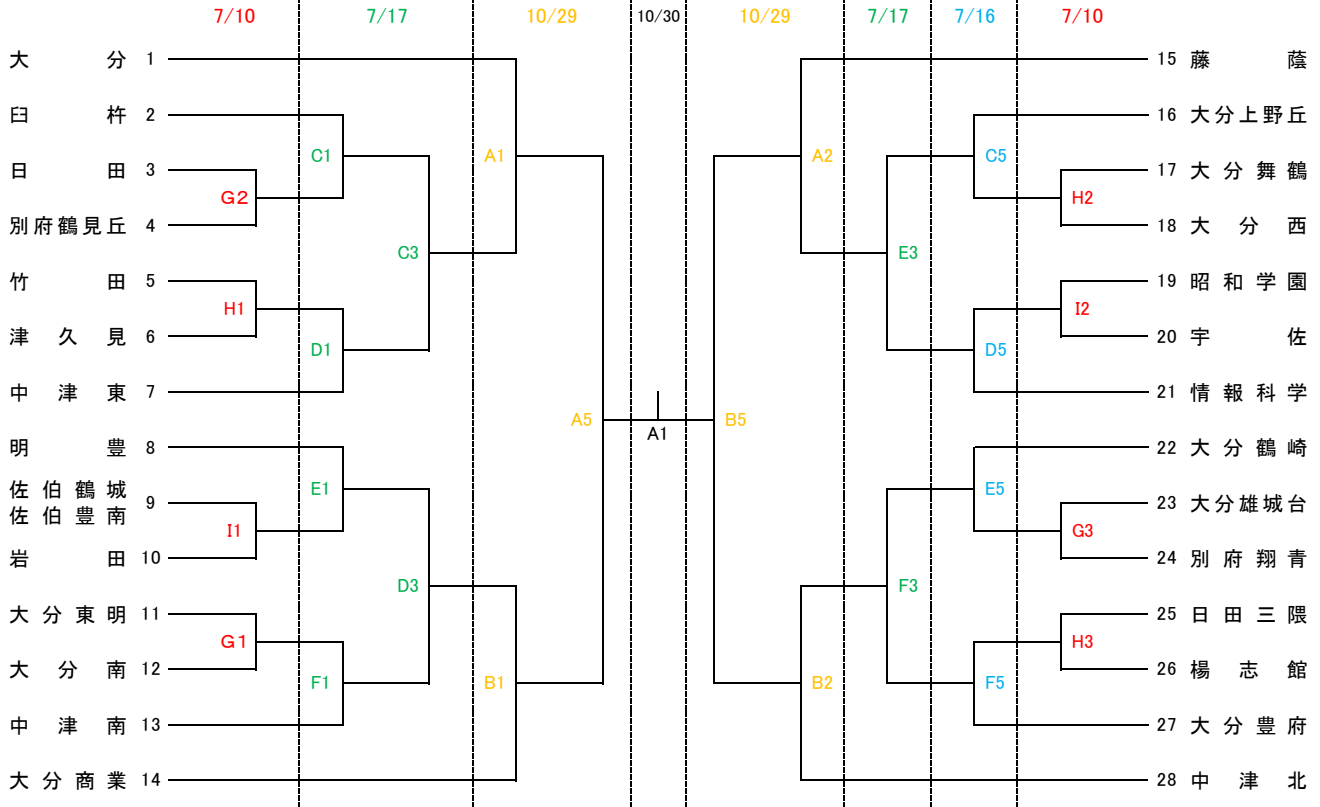 7/10 7/17 10/29 10/30 10/29 7/17 7/16 7/10
大分 1
15 藤蔭
臼杵 2
16 大分上野丘
C1 A1 A2 C5
日田 3
17 大分舞鶴
G2 H2
別府鶴見丘 4
18 大分西
C3 E3
竹田 5
19 昭和学園
H1 I2
津久見 6
20 宇佐
D1 D5
中津東 7
21 情報科学
A5 A1 B5
明豊 8
22 大分鶴崎
佐伯鶴城
佐伯豊南 9
E1 E5
23 大分雄城台
I1 G3
岩田 10
24 別府翔青
D3 F3
大分東明 11
25 日田三隈
G1 H3
大分南 12
26 楊志館
F1 B1 B2 F5
中津南 13
27 大分豊府
大分商業 14
28 中津北